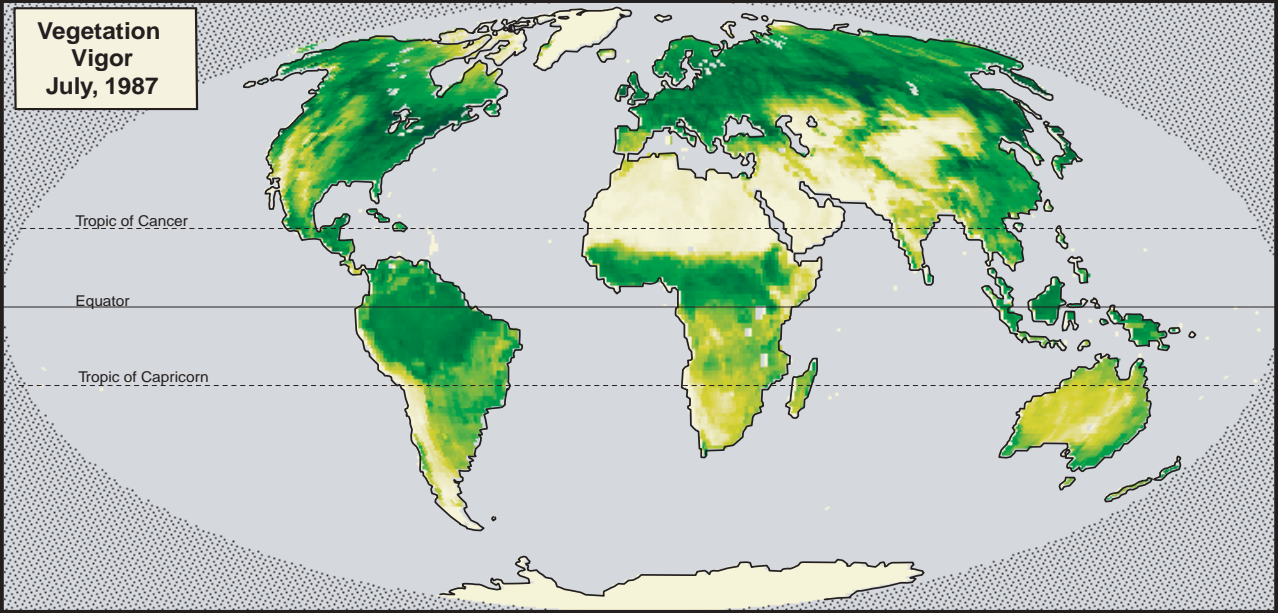 Vegetation
Vigor
July, 1987
Tropic of Cancer
Equator
Tropic of Capricorn